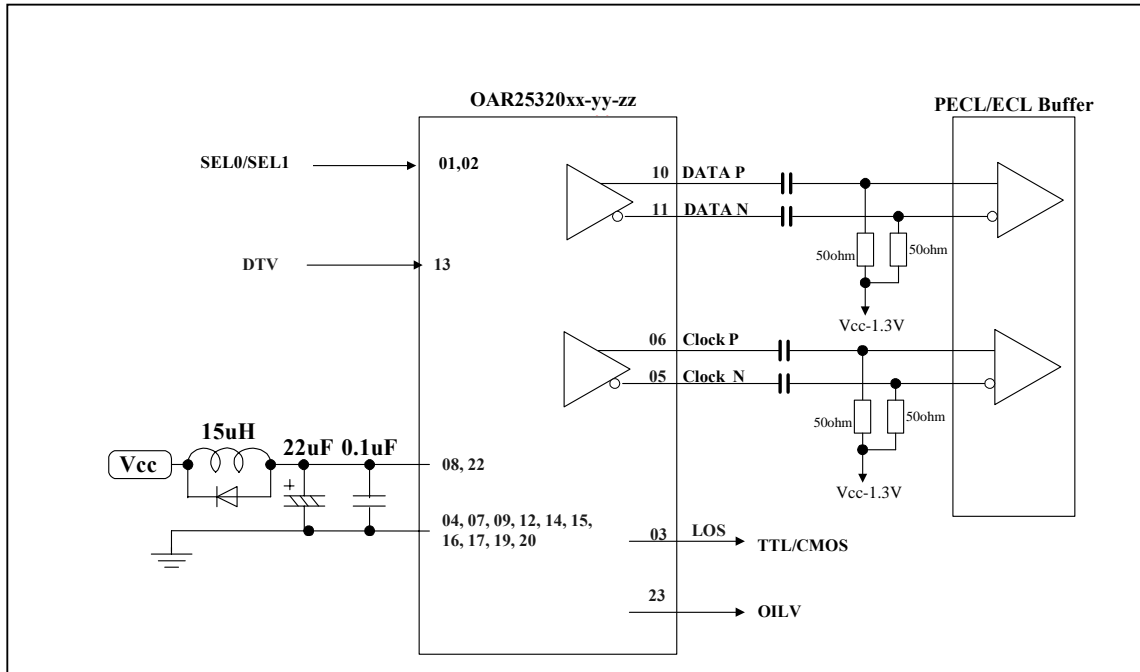 OAR25320xx-yy-zz
PECL/ECL Buffer
SEL0/SEL1
01,02
10 DATA P
11 DATA N
50ohm
50ohm
DTV
13
Vcc-1.3V
06 Clock P
05 Clock N
50ohm
50ohm
15uH
22uF 0.1uF
Vcc
08, 22
+
Vcc-1.3V
04, 07, 09, 12, 14, 15,
16, 17, 19, 20
03 LOS
TTL/CMOS
23
OILV